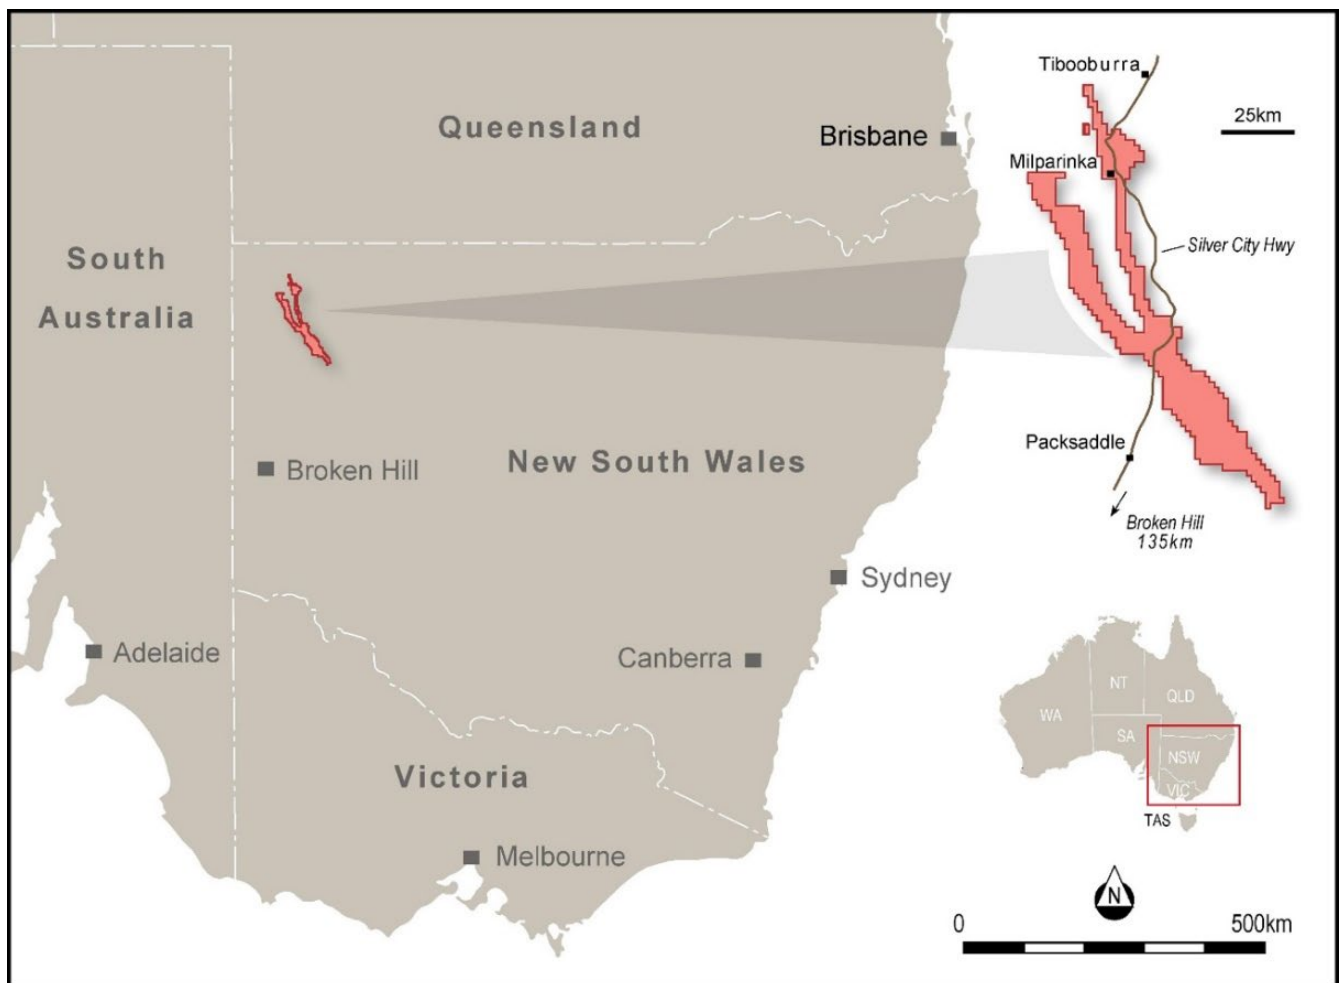 Queensland
Brisbane
South
Australia
Broken Hill
New South Wales
Sydney
Adelaide
Canberra
Victoria
Melbourne
Tibooburra
25km
Milparinka
Silver City Hwy
Packsaddle
Broken Hill
135km
NT
QLD
WA
SA
NSW
VIC
TAS
N
0
500km